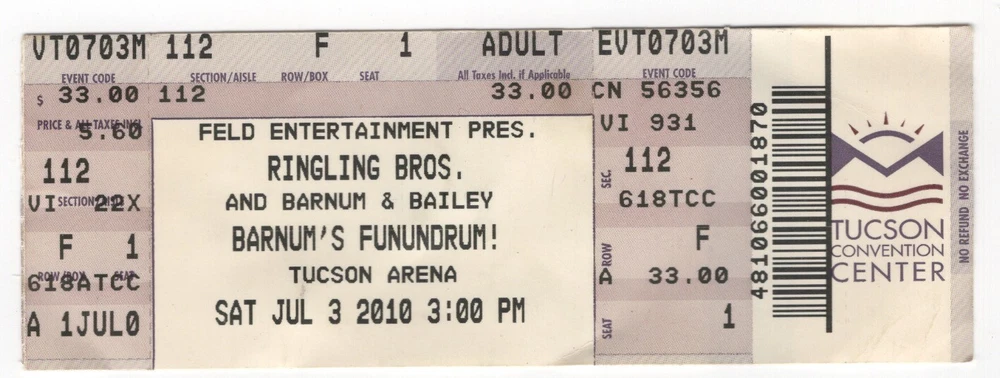 VT0703M 112 F 1 ADULT EVT0703M
EVENT CODE SECTION/AISLE ROW/BOX SEAT All Taxes Incl. if Applicable EVENT CODE
$ 33.00 112 33.00 CN 56356
PRICE & ALL TAXES INCL
5.60
112
VI SECTION/AISLE 22X
F 1
ROW/BOX SEAT
618ATCC
A 1JUL0
FELD ENTERTAINMENT PRES.
RINGLING BROS.
AND BARNUM & BAILEY
BARNUM'S FUNUNDRUM!
TUCSON ARENA
SAT JUL 3 2010 3:00 PM
VI 931
SEC. 112
618TCC
ROW F
A 33.00
SEAT 1
4810660001870
TUCSON
CONVENTION
CENTER
NO REFUND NO EXCHANGE